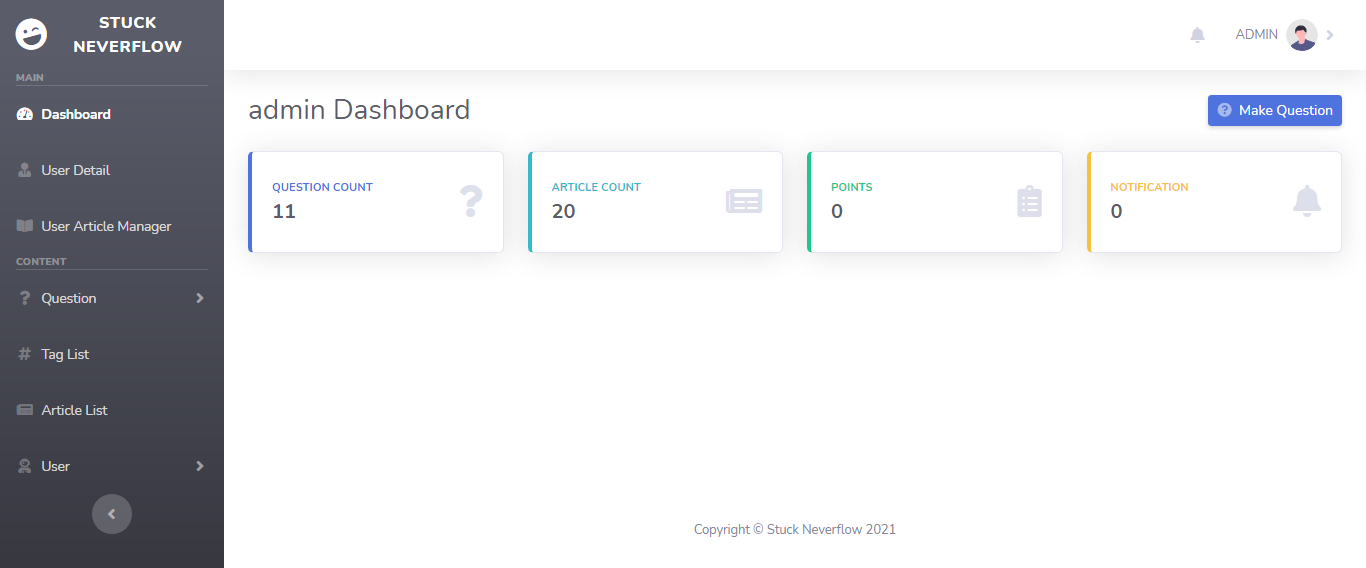 STUCK
NEVERFLOW
MAIN
Dashboard
User Detail
User Article Manager
CONTENT
Question
Tag List
Article List
User
ADMIN
admin Dashboard
Make Question
QUESTION COUNT
11
ARTICLE COUNT
20
POINTS
0
NOTIFICATION
0
Copyright © Stuck Neverflow 2021